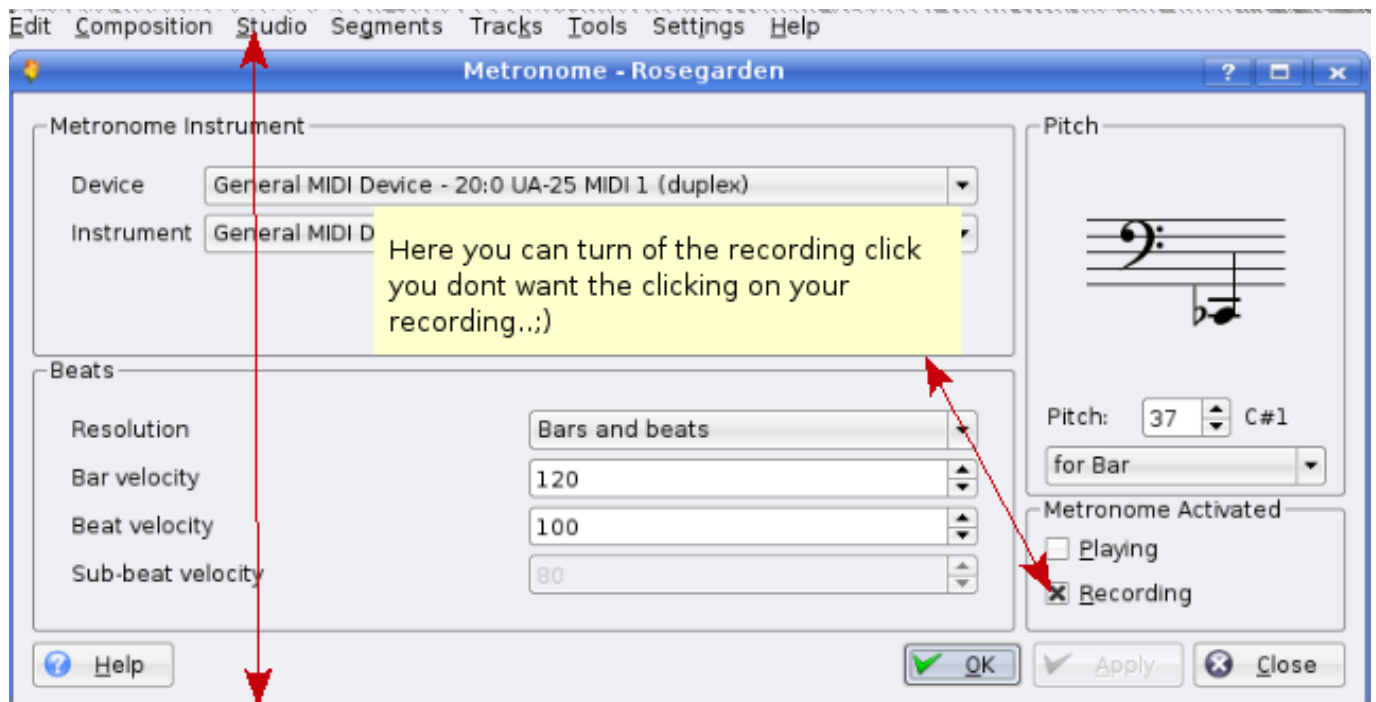 Edit Composition Studio Segments Tracks Tools Settings Help
Metronome - Rosegarden
Metronome Instrument
Device General MIDI Device - 20:0 UA-25 MIDI 1 (duplex)
Instrument General MIDI D
Here you can turn of the recording click
you dont want the clicking on your
recording..;)
Beats
Resolution Bars and beats
Bar velocity 120
Beat velocity 100
Sub-beat velocity 80
Pitch
Pitch: 37 C#1
for Bar
Metronome Activated
Playing
Recording
Help OK Apply Close